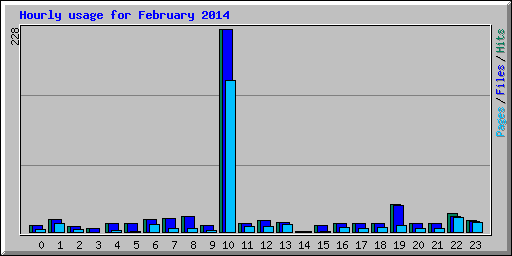 Hourly usage for February 2014
228
Pages/Files/Hits
0 1 2 3 4 5 6 7 8 9 10 11 12 13 14 15 16 17 18 19 20 21 22 23